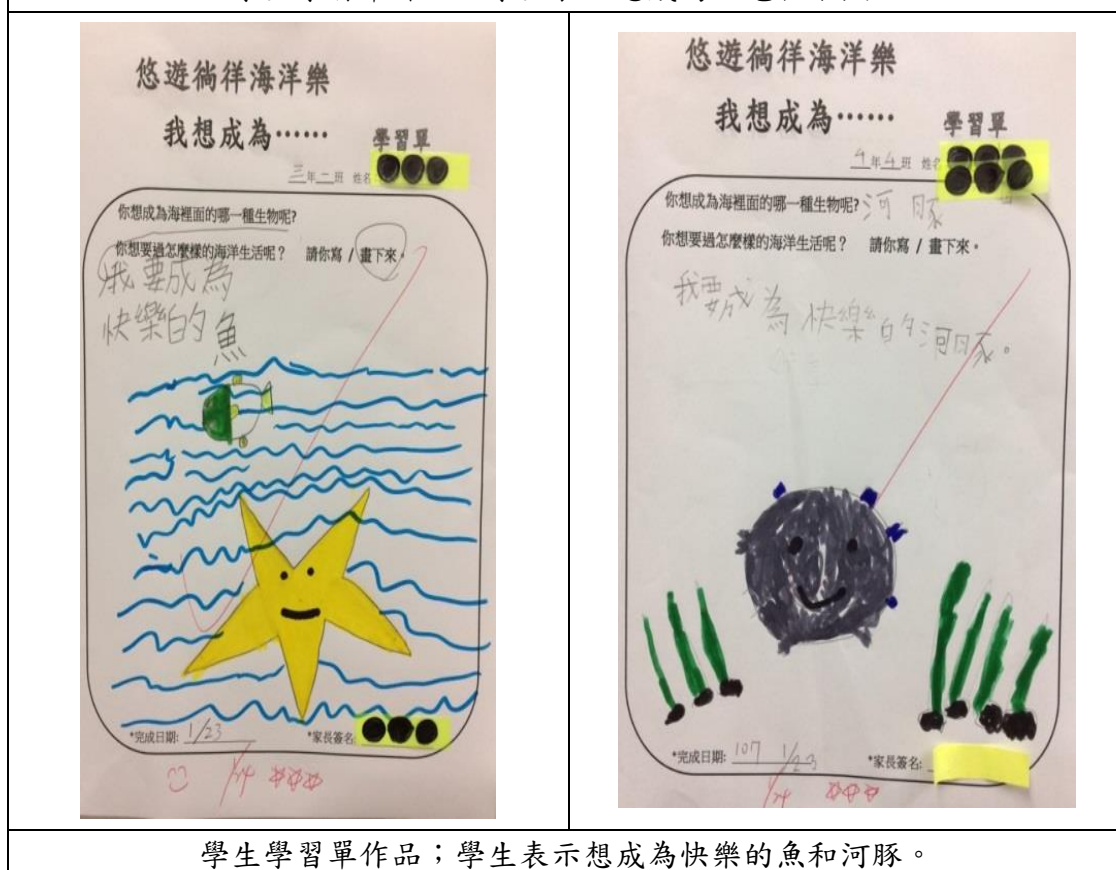 悠遊徜徉海洋樂
我想成為……
學習單
三年二班 姓名
你想成為海裡面的哪一種生物呢?
你想要過怎麼樣的海洋生活呢? 請你寫 / 畫下來。
我要成為
快樂的魚
*完成日期: 1/23
*家長簽名:
1/24
悠遊徜徉海洋樂
我想成為……
學習單
4年4班 姓名
你想成為海裡面的哪一種生物呢? 河豚
你想要過怎麼樣的海洋生活呢? 請你寫 / 畫下來。
我要成為快樂的河豚。
*完成日期: 107 1/23
*家長簽名:
1/24
學生學習單作品；學生表示想成為快樂的魚和河豚。